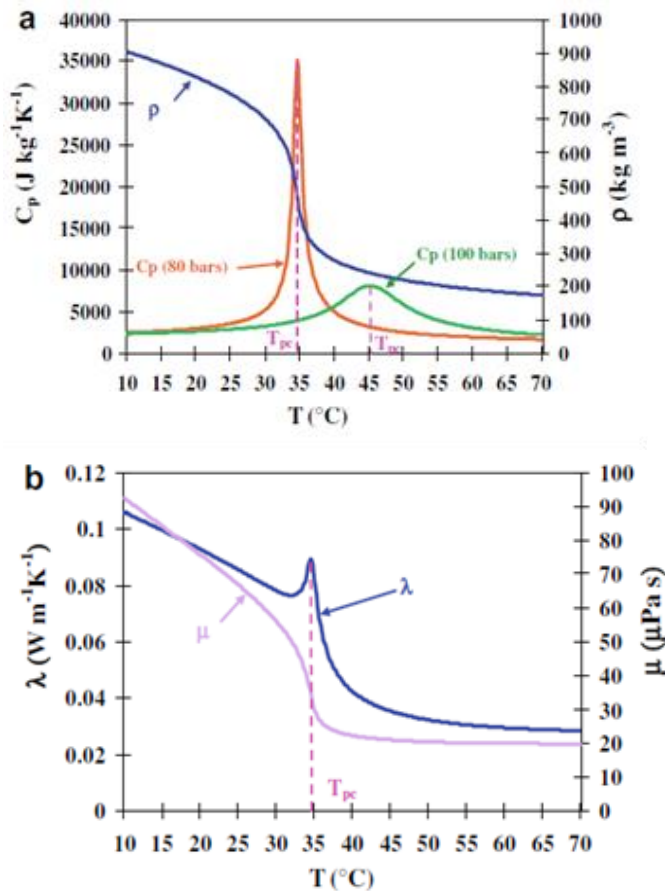 a
40000 1000
35000 900
30000 800
25000 700
20000 600
15000 500
10000 400
5000 300
0 200
100
0
Cₚ (J kg⁻¹K⁻¹)
ρ (kg m⁻³)
ρ
Cp (80 bars)
Cp (100 bars)
Tpc
Tpc
10 15 20 25 30 35 40 45 50 55 60 65 70
T (°C)
b
0.12 100
0.1 90
0.08 80
0.06 70
0.04 60
0.02 50
0 40
30
20
10
0
λ (W m⁻¹K⁻¹)
μ (μPa s)
λ
μ
Tpc
10 15 20 25 30 35 40 45 50 55 60 65 70
T (°C)